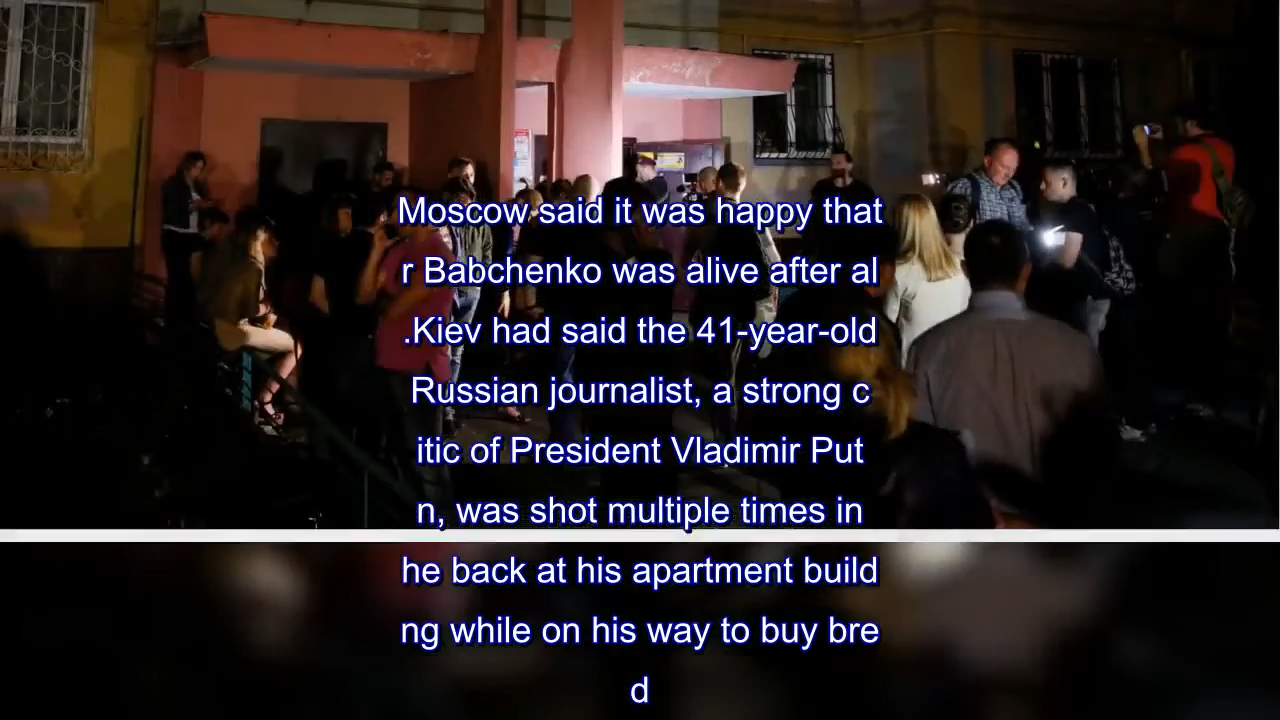 Moscow said it was happy that
r Babchenko was alive after al
.Kiev had said the 41-year-old
Russian journalist, a strong c
itic of President Vladimir Put
n, was shot multiple times in
he back at his apartment build
ng while on his way to buy bre
d